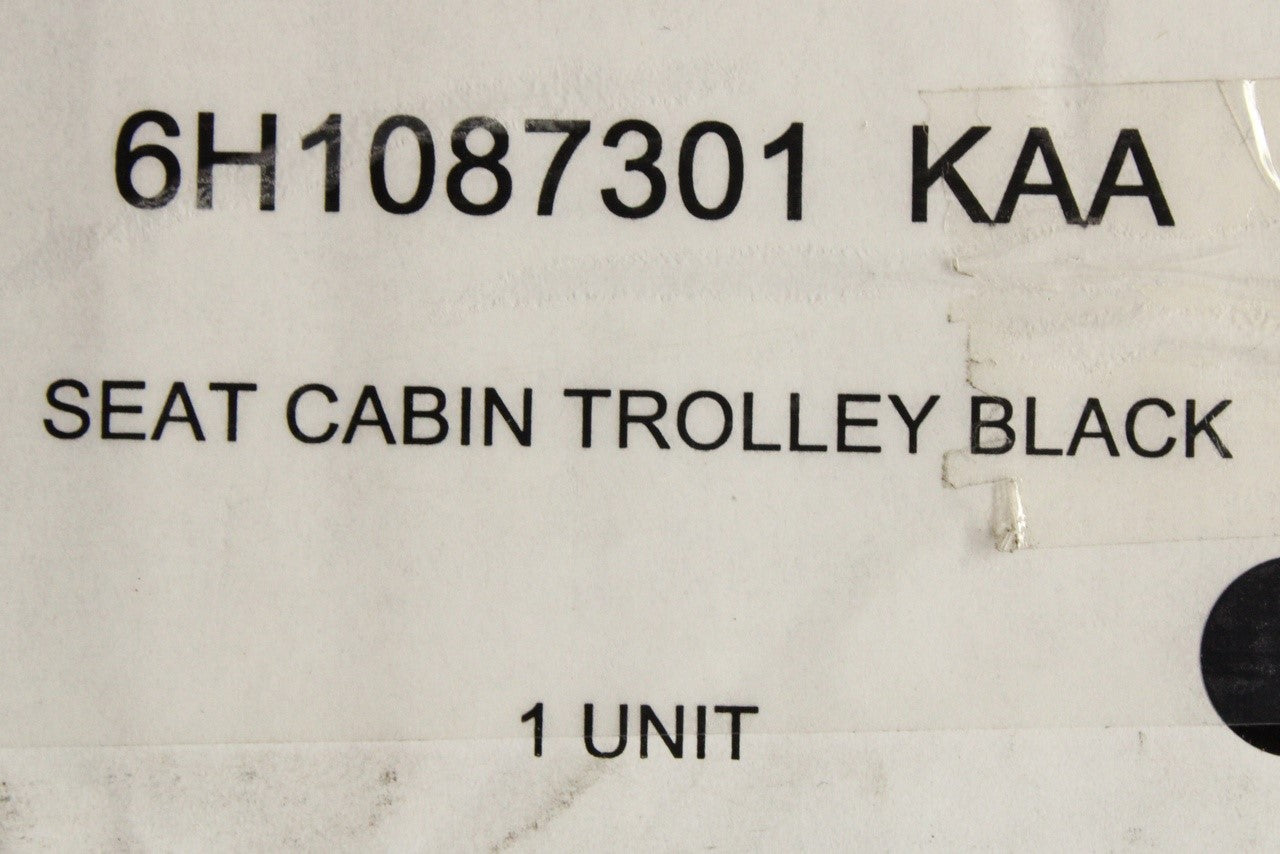 6H1087301 KAA
SEAT CABIN TROLLEY BLACK
1 UNIT